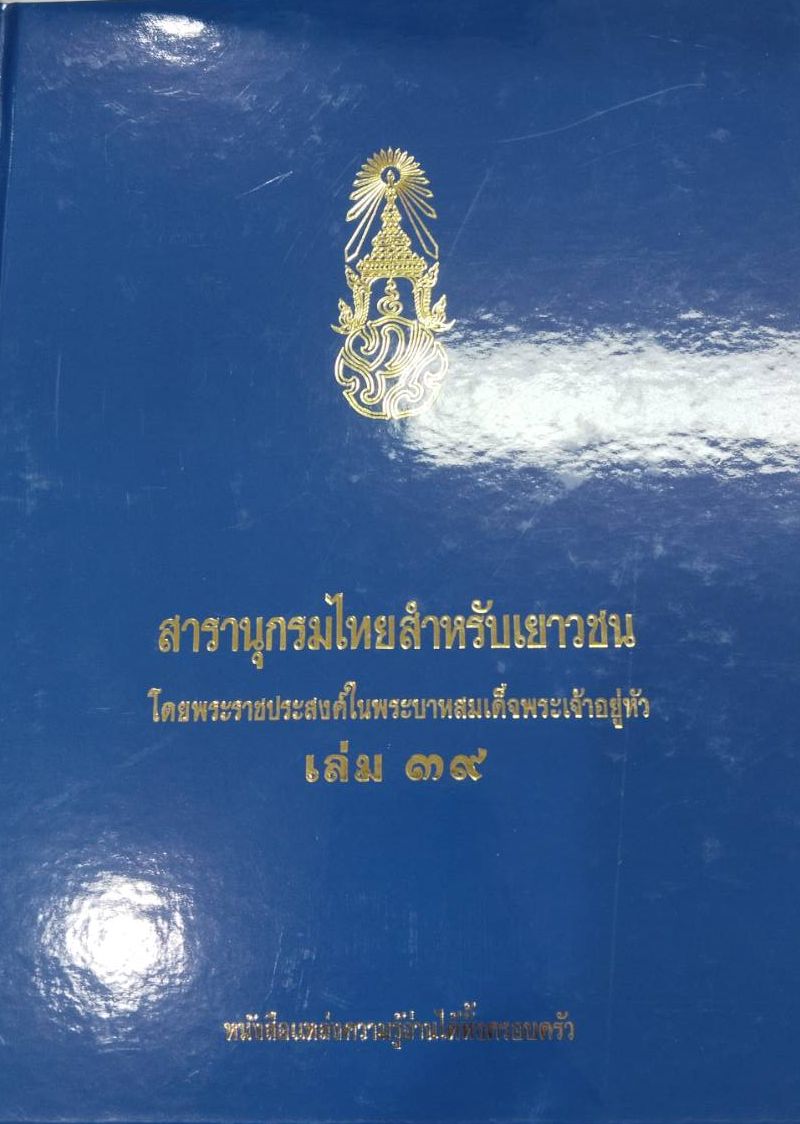 สารานุกรมไทยสำหรับเยาวชน
โดยพระราชประสงค์ในพระบาทสมเด็จพระเจ้าอยู่หัว
เล่ม ๓๙
หนังสือแหล่งความรู้อ่านได้ทั้งครอบครัว